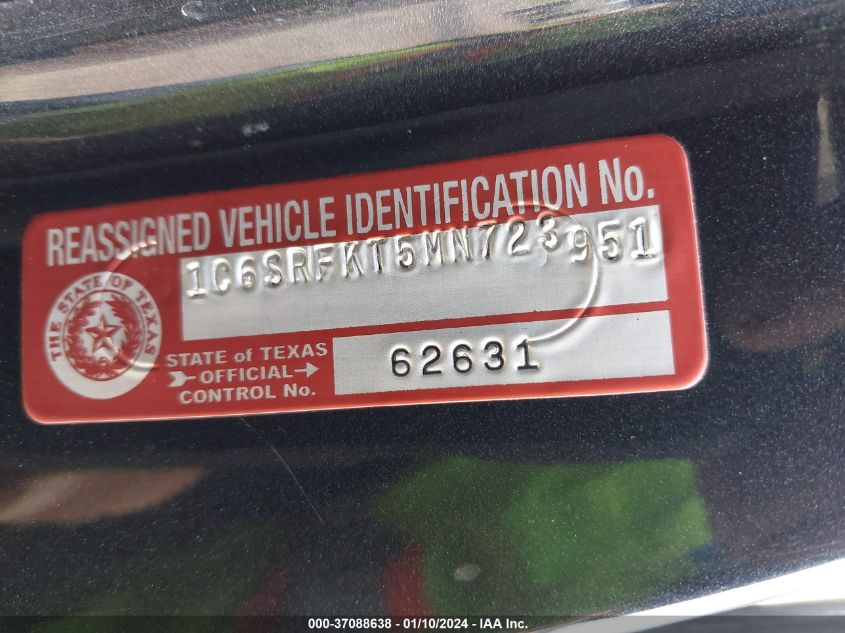 REASSIGNED VEHICLE IDENTIFICATION No.
1C6SRFKT5MN723951
THE STATE OF TEXAS
STATE of TEXAS
OFFICIAL
CONTROL No.
62631
000-37088638 - 01/10/2024 - IAA Inc.